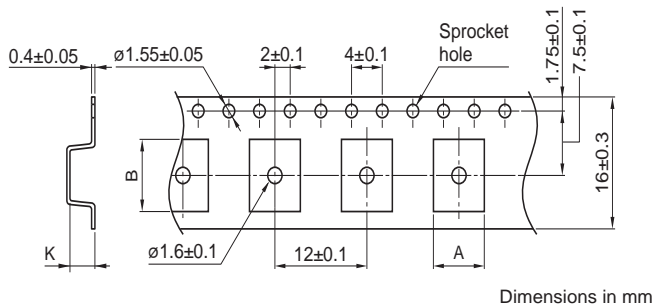 0.4±0.05
ø1.55±0.05
2±0.1
4±0.1
Sprocket
hole
1.75±0.1
7.5±0.1
16±0.3
B
K
ø1.6±0.1
12±0.1
A
Dimensions in mm